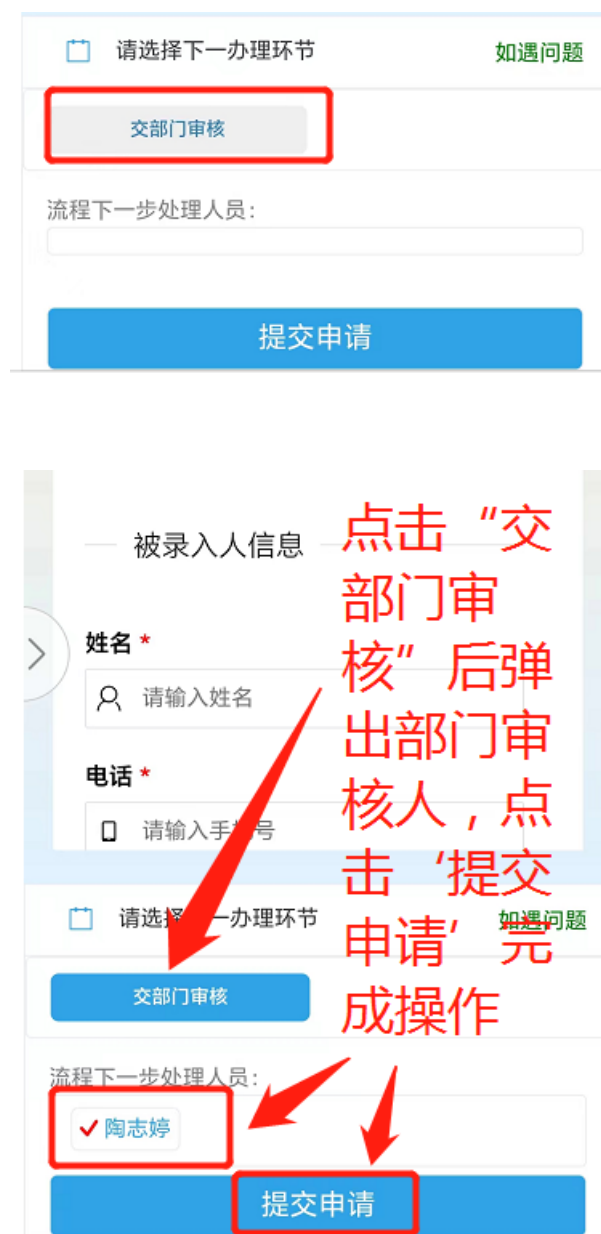 请选择下一办理环节
如遇问题
交部门审核
流程下一步处理人员：
提交申请
被录入人信息
姓名 *
请输入姓名
电话 *
请输入手机号
点击“交
部门审
核”后弹
出部门审
核人，点
击‘提交
申请’完
成操作
请选择下一办理环节
如遇问题
交部门审核
流程下一步处理人员：
陶志婷
提交申请